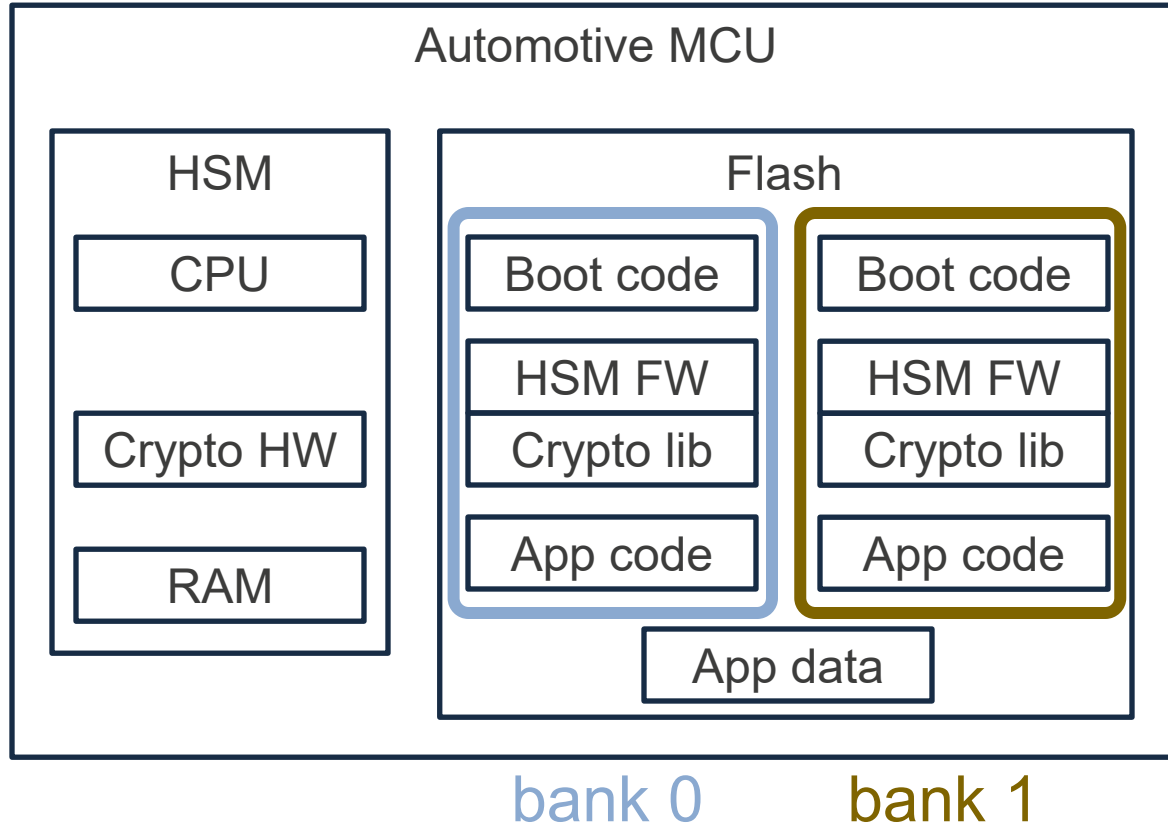 Automotive MCU
HSM
CPU
Crypto HW
RAM
Flash
Boot code
HSM FW
Crypto lib
App code
Boot code
HSM FW
Crypto lib
App code
App data
bank 0
bank 1